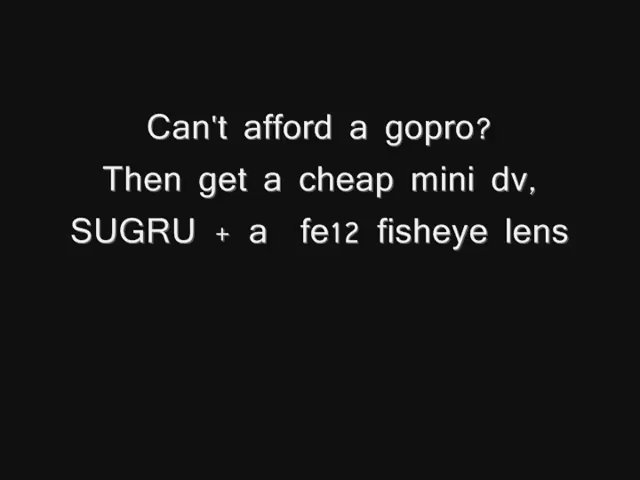 Can't afford a gopro?
Then get a cheap mini dv,
SUGRU + a fe12 fisheye lens